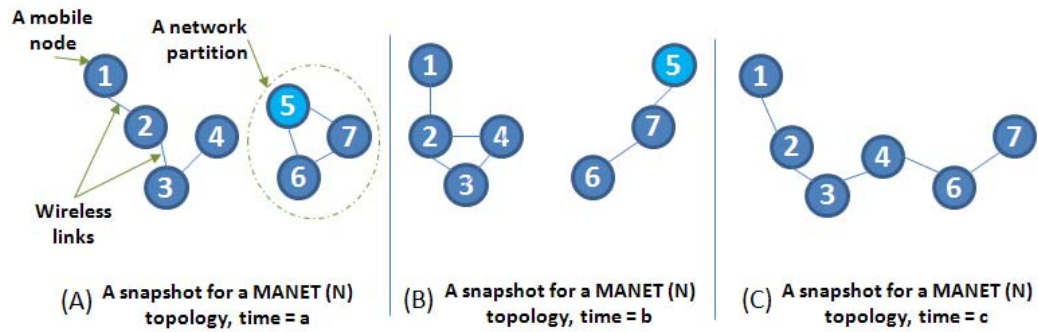 A mobile
node
A network
partition
1
2
4
3
5
7
6
Wireless
links
(A) A snapshot for a MANET (N)
topology, time = a
1
2
4
3
5
7
6
(B) A snapshot for a MANET (N)
topology, time = b
1
2
3
4
6
7
(C) A snapshot for a MANET (N)
topology, time = c